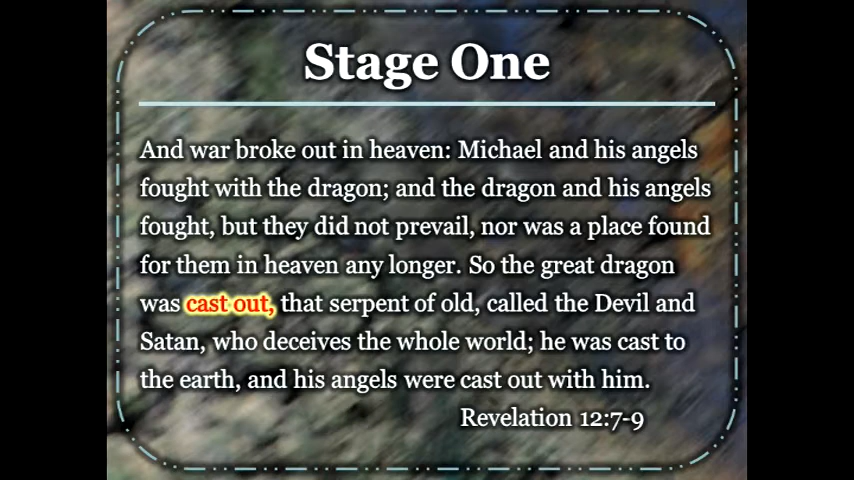 Stage One
And war broke out in heaven: Michael and his angels
fought with the dragon; and the dragon and his angels
fought, but they did not prevail, nor was a place found
for them in heaven any longer. So the great dragon
was cast out, that serpent of old, called the Devil and
Satan, who deceives the whole world; he was cast to
the earth, and his angels were cast out with him.
Revelation 12:7-9